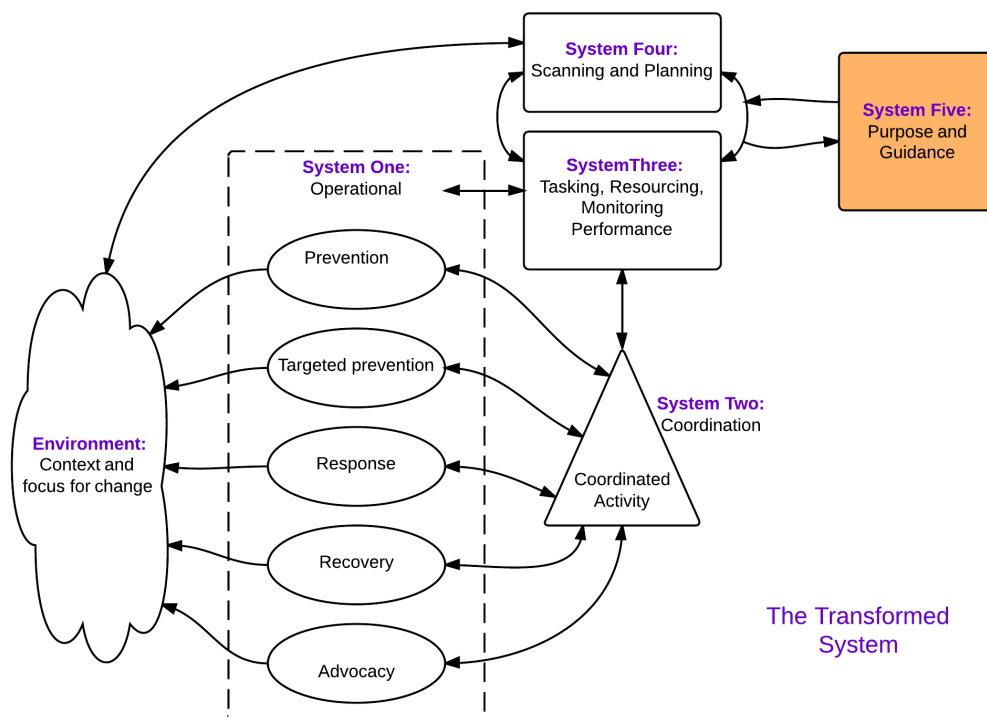 System Four:
Scanning and Planning
System Five:
Purpose and
Guidance
SystemThree:
Tasking, Resourcing,
Monitoring
Performance
System One:
Operational
Prevention
Targeted prevention
Response
Recovery
Advocacy
System Two:
Coordination
Coordinated
Activity
Environment:
Context and
focus for change
The Transformed
System